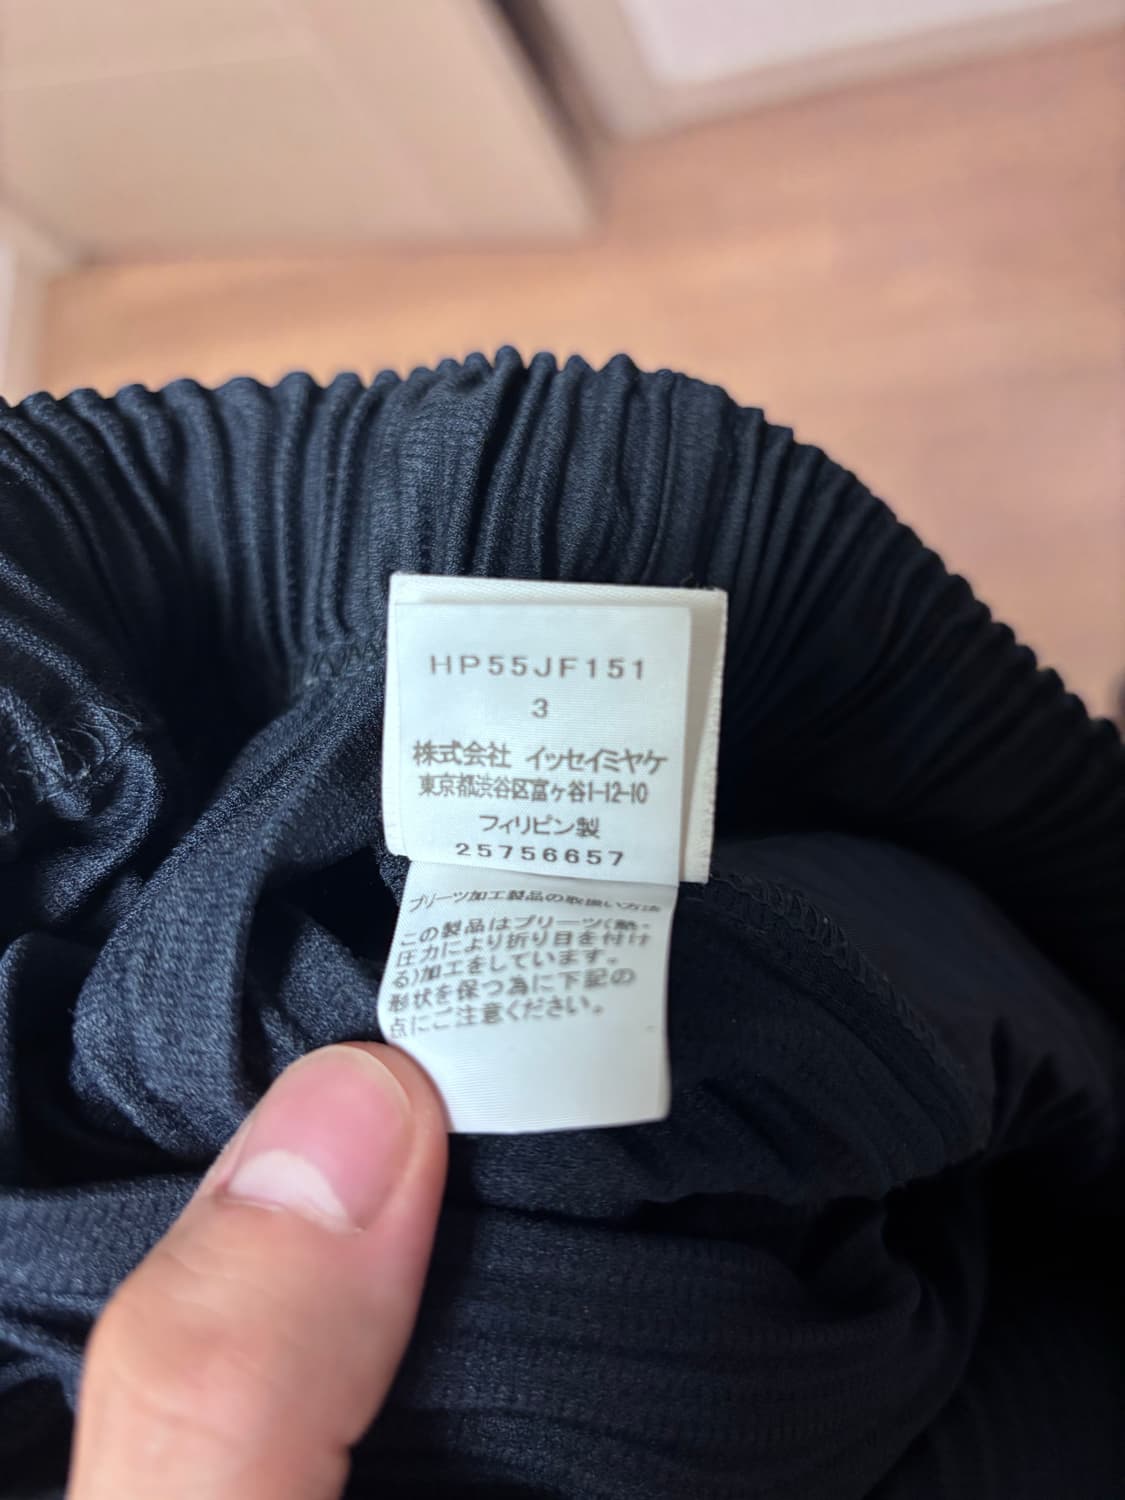 HP55JF151
3
株式会社 イッセイミヤケ
東京都渋谷区富ヶ谷1-12-10
フィリピン製
25756657
プリーツ加工製品の取扱い方法
この製品はプリーツ(熱・
圧力により折り目を付け
る)加工をしています。
形状を保つ為に下記の
点にご注意ください。